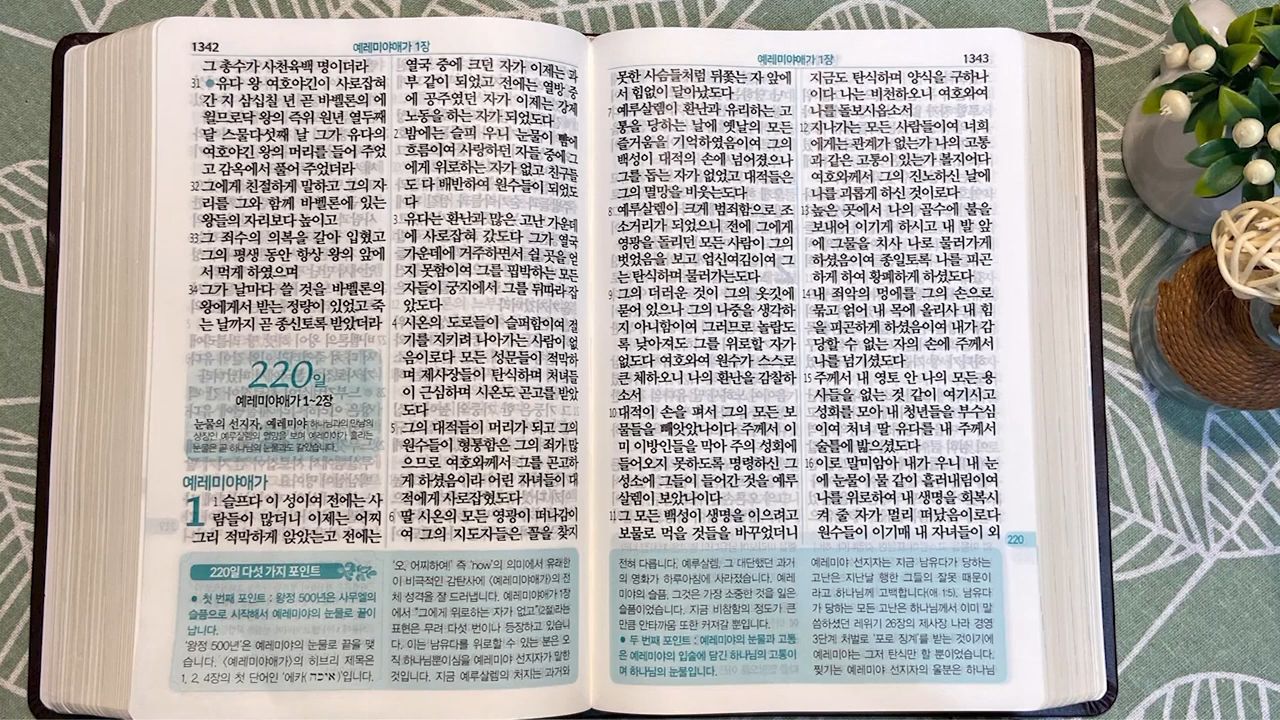 1342
예레미야애가 1장
그 총수가 사천육백 명이더라
31 ●유다 왕 여호야긴이 사로잡혀
간 지 삼십칠 년 곧 바벨론의 에
윌므로닥 왕의 즉위 원년 열두째
달 스물다섯째 날 그가 유다의
여호야긴 왕의 머리를 들어 주었
고 감옥에서 풀어 주었더라
32 그에게 친절하게 말하고 그의 자
리를 그와 함께 바벨론에 있는
왕들의 자리보다 높이고
33 그 죄수의 의복을 갈아 입혔고
그의 평생 동안 항상 왕의 앞에
서 먹게 하였으며
34 그가 날마다 쓸 것을 바벨론의
왕에게서 받는 정량이 있었고 죽
는 날까지 곧 종신토록 받았더라
220일
예레미야애가 1~2장
눈물의 선지자, 예레미야 하나님과의 만남의
상징인 예루살렘의 멸망을 보며 예레미야가 흘리는
눈물은 곧 하나님의 눈물과도 같았습니다.
예레미야애가
1 1 슬프다 이 성이여 전에는 사
람들이 많더니 이제는 어찌
그리 적막하게 앉았는고 전에는
열국 중에 크던 자가 이제는 과
부 같이 되었고 전에는 열방 중
에 공주였던 자가 이제는 강제
노동을 하는 자가 되었도다
2 밤에는 슬피 우니 눈물이 뺨에
흐름이여 사랑하던 자들 중에 그
에게 위로하는 자가 없고 친구들
도 다 배반하여 원수들이 되었도
다
3 유다는 환난과 많은 고난 가운데
에 사로잡혀 갔도다 그가 열국
가운데에 거주하면서 쉴 곳을 얻
지 못함이여 그를 핍박하는 모든
자들이 궁지에서 그를 뒤따라 잡
았도다
4 시온의 도로들이 슬퍼함이여 절
기를 지키려 나아가는 사람이 없
음이로다 모든 성문들이 적막하
며 제사장들이 탄식하며 처녀들
이 근심하며 시온도 곤고를 받았
도다
5 그의 대적들이 머리가 되고 그의
원수들이 형통함은 그의 죄가 많
으므로 여호와께서 그를 곤고하
게 하셨음이라 어린 자녀들이 대
적에게 사로잡혔도다
6 딸 시온의 모든 영광이 떠나감이
여 그의 지도자들은 꼴을 찾지
220일 다섯 가지 포인트
● 첫 번째 포인트 : 왕정 500년은 사무엘의
슬픔으로 시작해서 예레미야의 눈물로 끝이
납니다.
'왕정 500년'은 예레미야의 눈물로 끝을 맺
습니다. 〈예레미야애가〉의 히브리 제목은
1, 2, 4장의 첫 단어인 '에카 איכה'입니다.
'오, 어찌하여!' 즉 'how'의 의미에서 유래한
이 비극적인 감탄사에 〈예레미야애가〉의 전
체 성격을 잘 드러냅니다. 〈예레미야애가〉 1장
에서 "그에게 위로하는 자가 없고"(2절)라는
표현은 무려 다섯 번이나 등장하고 있습니
다. 이는 남유다를 위로할 수 있는 분은 오
직 하나님뿐이심을 예레미야 선지자가 말한
것입니다. 지금 예루살렘의 처지는 과거와
예레미야애가 1장
1343
못한 사슴들처럼 뒤쫓는 자 앞에
서 힘없이 달아났도다
7 예루살렘이 환난과 유리하는 고
통을 당하는 날에 옛날의 모든
즐거움을 기억하였음이여 그의
백성이 대적의 손에 넘어졌으나
그를 돕는 자가 없었고 대적들은
그의 멸망을 비웃는도다
8 예루살렘이 크게 범죄함으로 조
소거리가 되었으니 전에 그에게
영광을 돌리던 모든 사람이 그의
벗었음을 보고 업신여김이여 그
는 탄식하며 물러가는도다
9 그의 더러운 것이 그의 옷깃에
묻어 있으나 그의 나중을 생각하
지 아니함이여 그러므로 놀랍도
록 낮아져도 그를 위로할 자가
없도다 여호와여 원수가 스스로
큰 체하오니 나의 환난을 감찰하
소서
10 대적이 손을 펴서 그의 모든 보
물들을 빼앗았나이다 주께서 이
미 이방인들을 막아 주의 성회에
들어오지 못하도록 명령하신 그
성소에 그들이 들어간 것을 예루
살렘이 보았나이다
11 그 모든 백성이 생명을 이으려고
보물로 먹을 것들을 바꾸었더니
지금도 탄식하며 양식을 구하나
이다 나는 비천하오니 여호와여
나를 돌보시옵소서
12 지나가는 모든 사람들이여 너희
에게는 관계가 없는가 나의 고통
과 같은 고통이 있는가 볼지어다
여호와께서 그의 진노하신 날에
나를 괴롭게 하신 것이로다
13 높은 곳에서 나의 골수에 불을
보내어 이기게 하시고 내 발 앞
에 그물을 치사 나로 물러가게
하셨음이여 종일토록 나를 피곤
하게 하여 황폐하게 하셨도다
14 내 죄악의 멍에를 그의 손으로
묶고 얽어 내 목에 올리사 내 힘
을 피곤하게 하셨음이여 내가 감
당할 수 없는 자의 손에 주께서
나를 넘기셨도다
15 주께서 내 영토 안 나의 모든 용
사들을 없는 것 같이 여기시고
성회를 모아 내 청년들을 부수심
이여 처녀 딸 유다를 내 주께서
술틀에 밟으셨도다
16 이로 말미암아 내가 우니 내 눈
에 눈물이 물 같이 흘러내림이여
나를 위로하여 내 생명을 회복시
켜 줄 자가 멀리 떠났음이로다
원수들이 이기매 내 자녀들이 외
220
전혀 다릅니다. 예루살렘, 그 대단했던 과거
의 영화가 하루아침에 사라졌습니다. 예레
미야의 슬픔, 그것은 가장 소중한 것을 잃은
슬픔이었습니다. 지금 비참함의 정도가 큰
만큼 안타까움 또한 커져갈 뿐입니다.
● 두 번째 포인트 : 예레미야의 눈물과 고통
은 예레미야의 입술에 담긴 하나님의 고통이
며 하나님의 눈물입니다.
예레미야 선지자는 지금 남유다가 당하는
고난은 지난날 행한 그들의 잘못 때문이
라고 하나님께 고백합니다(애 1:5). 남유다
가 당하는 모든 고난은 하나님께서 이미 말
씀하셨던 레위기 26장의 제사장 나라 경영
3단계 처벌로 '포로 징계'를 받는 것이기에
예레미야는 그저 탄식만 할 뿐이었습니다.
찢기는 예레미야 선지자의 울분은 하나님